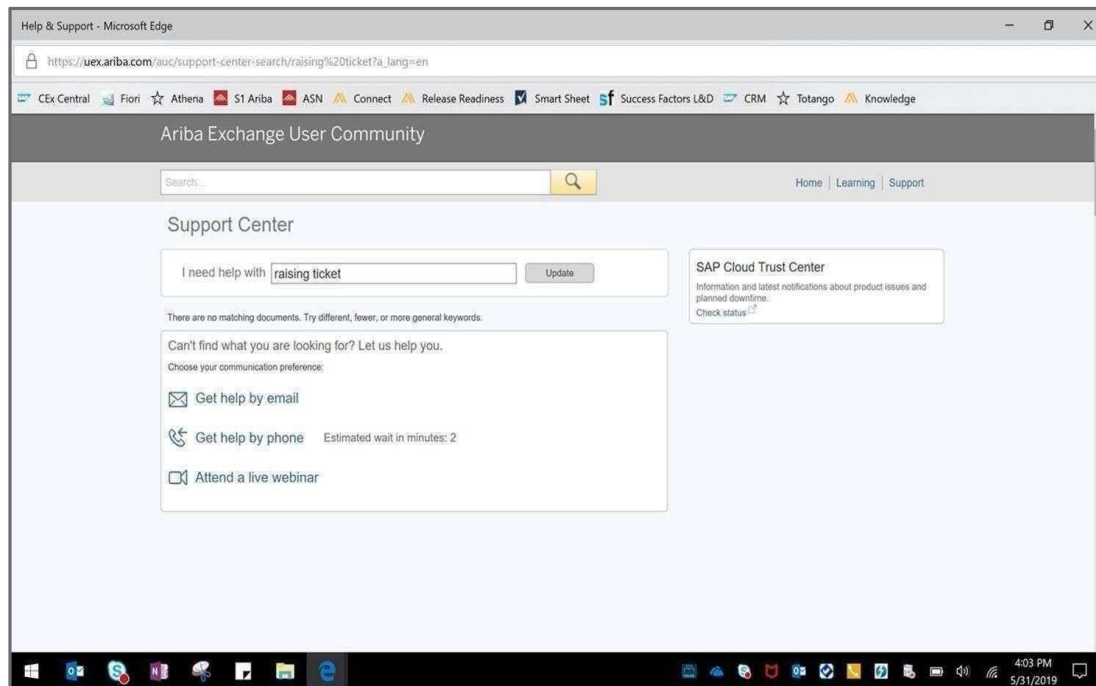 Help & Support - Microsoft Edge
https://uex.ariba.com/auc/support-center-search/raising%20ticket?a_lang=en
CEx Central Fiori Athena S1 Ariba ASN Connect Release Readiness Smart Sheet Success Factors L&D CRM Totango Knowledge
Ariba Exchange User Community
Search...
Home | Learning | Support
Support Center
I need help with raising ticket Update
SAP Cloud Trust Center
Information and latest notifications about product issues and
planned downtime.
Check status
There are no matching documents. Try different, fewer, or more general keywords.
Can't find what you are looking for? Let us help you.
Choose your communication preference:
Get help by email
Get help by phone Estimated wait in minutes: 2
Attend a live webinar
4:03 PM
5/31/2019